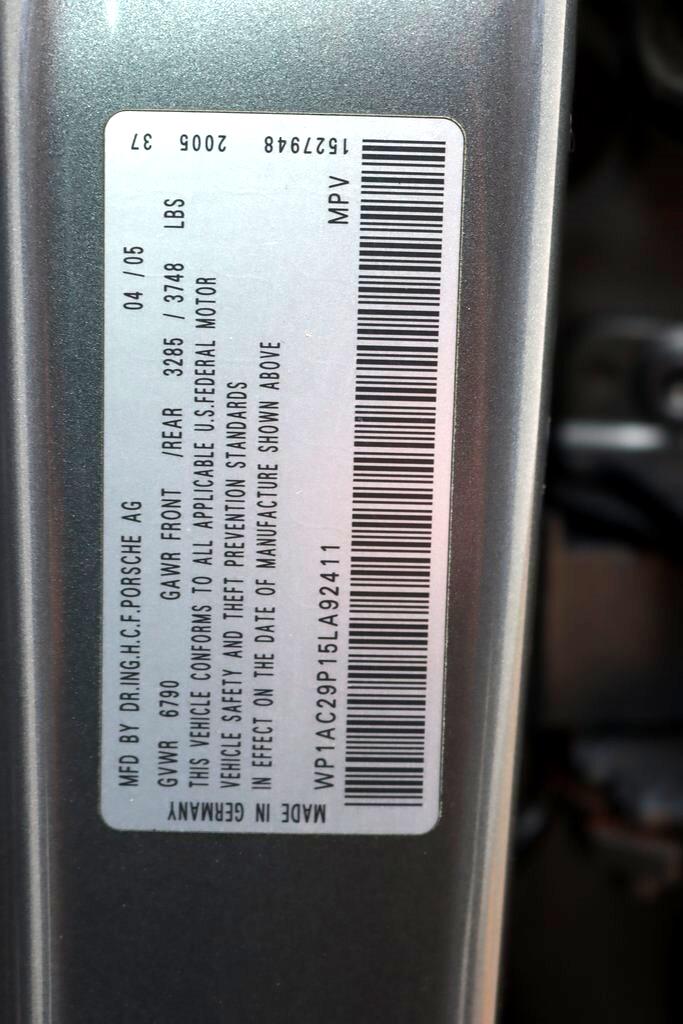 MFD BY DR.ING.H.C.F.PORSCHE AG 04 /05
GVWR 6790 GAWR FRONT /REAR 3285 / 3748 LBS
THIS VEHICLE CONFORMS TO ALL APPLICABLE U.S.FEDERAL MOTOR
VEHICLE SAFETY AND THEFT PREVENTION STANDARDS
IN EFFECT ON THE DATE OF MANUFACTURE SHOWN ABOVE
WP1AC29P15LA92411 MPV
MADE IN GERMANY
1527948 2005 37